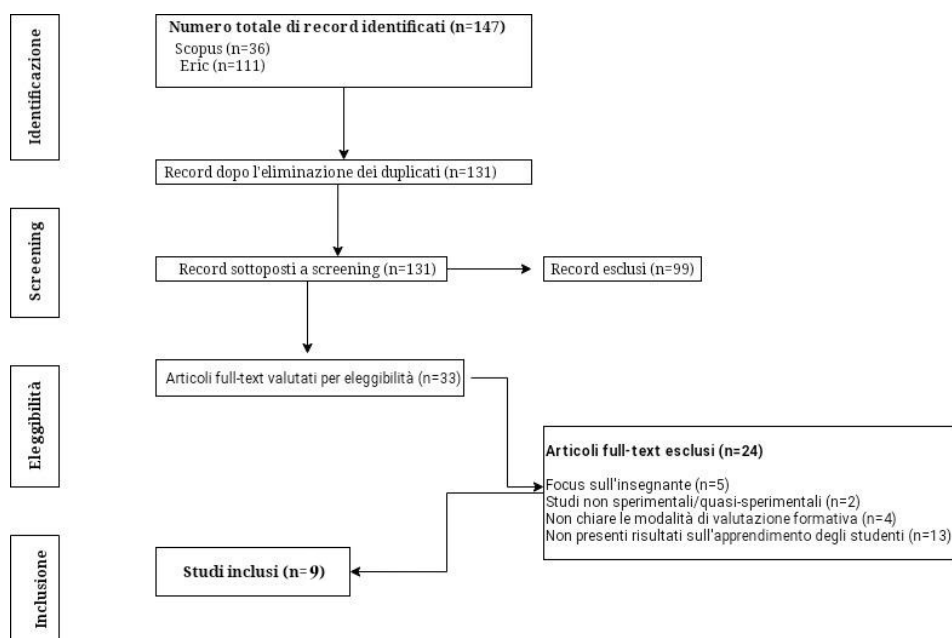 Identificazione
Numero totale di record identificati (n=147)
Scopus (n=36)
Eric (n=111)
Record dopo l'eliminazione dei duplicati (n=131)
Screening
Record sottoposti a screening (n=131)
Record esclusi (n=99)
Eleggibilità
Articoli full-text valutati per eleggibilità (n=33)
Articoli full-text esclusi (n=24)
Focus sull'insegnante (n=5)
Studi non sperimentali/quasi-sperimentali (n=2)
Non chiare le modalità di valutazione formativa (n=4)
Non presenti risultati sull'apprendimento degli studenti (n=13)
Inclusione
Studi inclusi (n=9)